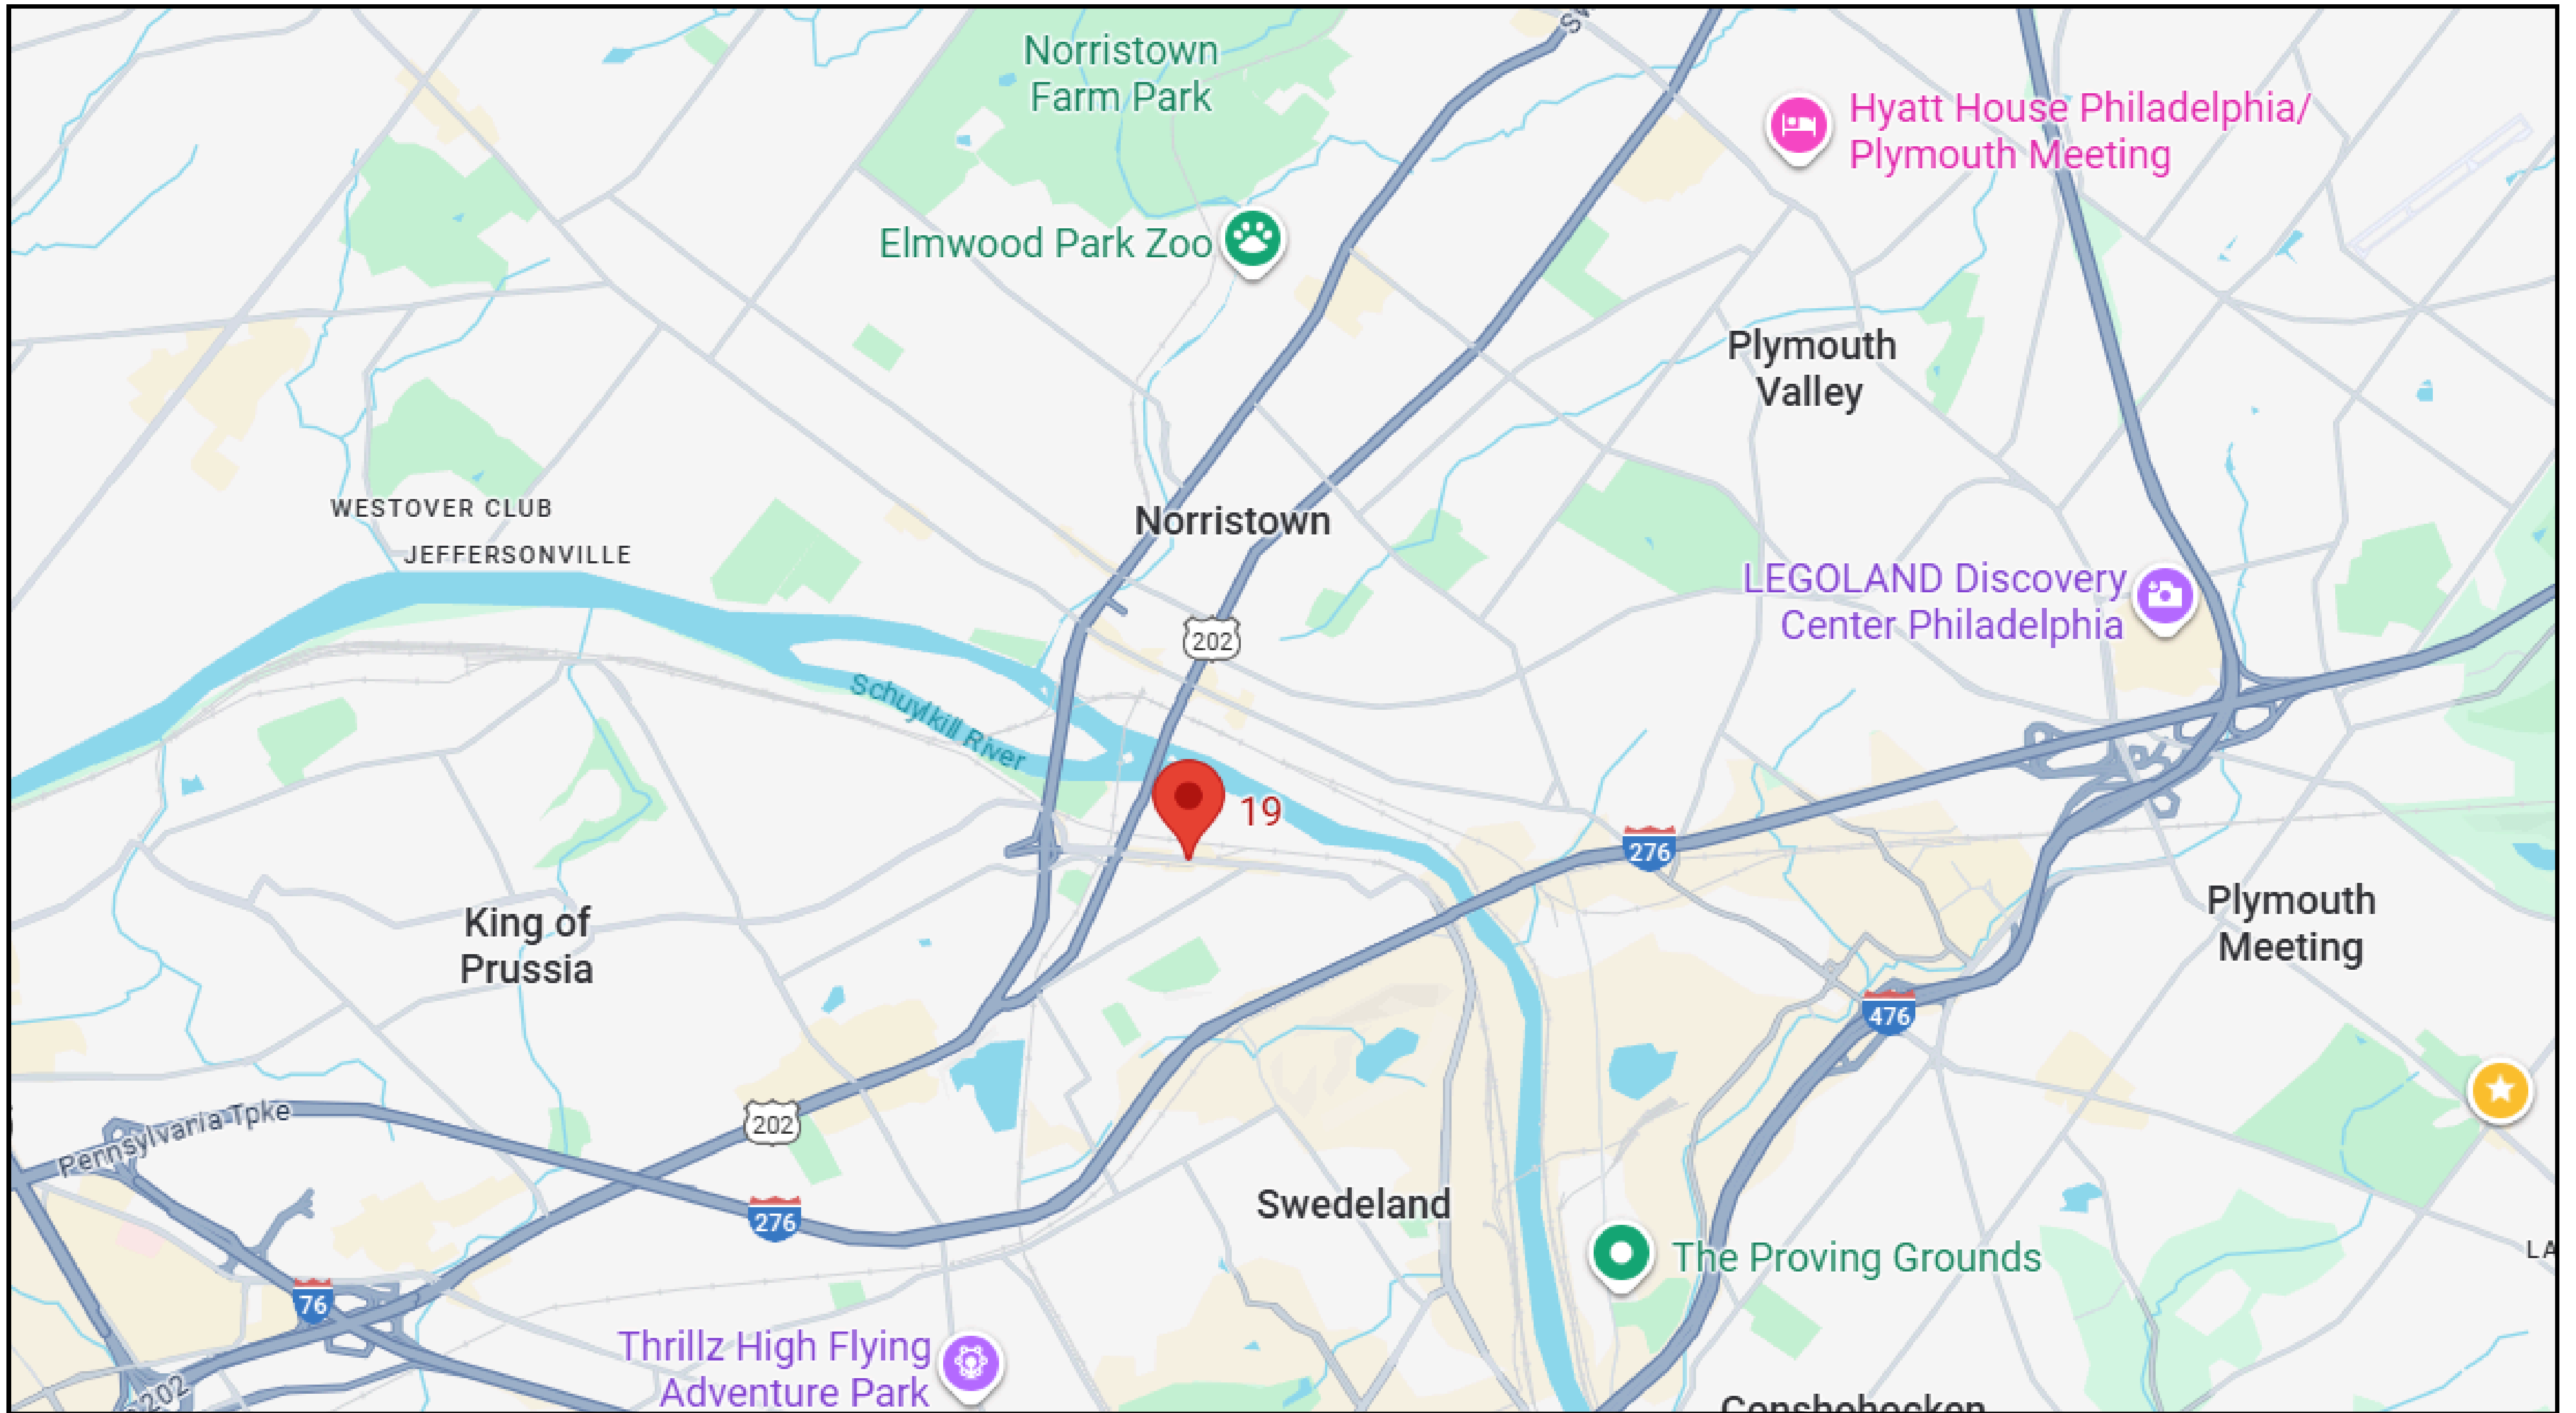 Norristown
Farm Park
Hyatt House Philadelphia/
Plymouth Meeting
Elmwood Park Zoo
Plymouth
Valley
WESTOVER CLUB
JEFFERSONVILLE
Norristown
LEGOLAND Discovery
Center Philadelphia
202
Schuylkill River
19
276
King of
Prussia
Plymouth
Meeting
476
Pennsylvania Tpke
202
276
Swedeland
The Proving Grounds
76
Thrillz High Flying
Adventure Park
202
LA
Conshohocken